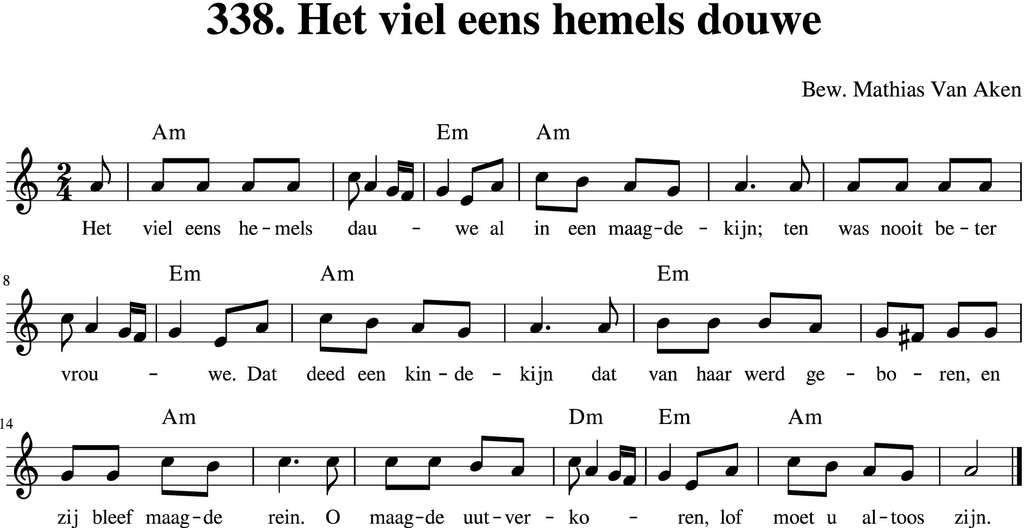 338. Het viel eens hemels douwe
Bew. Mathias Van Aken
Am Em Am
2
4
Het viel eens he - mels dau - - we al in een maag - de - kijn; ten was nooit be - ter
8
Em Am Em
vrou - - we. Dat deed een kin - de - kijn dat van haar werd ge - bo - ren, en
14
Am Dm Em Am
zij bleef maag - de rein. O maag - de uut - ver - ko - - ren, lof moet u al - toos zijn.